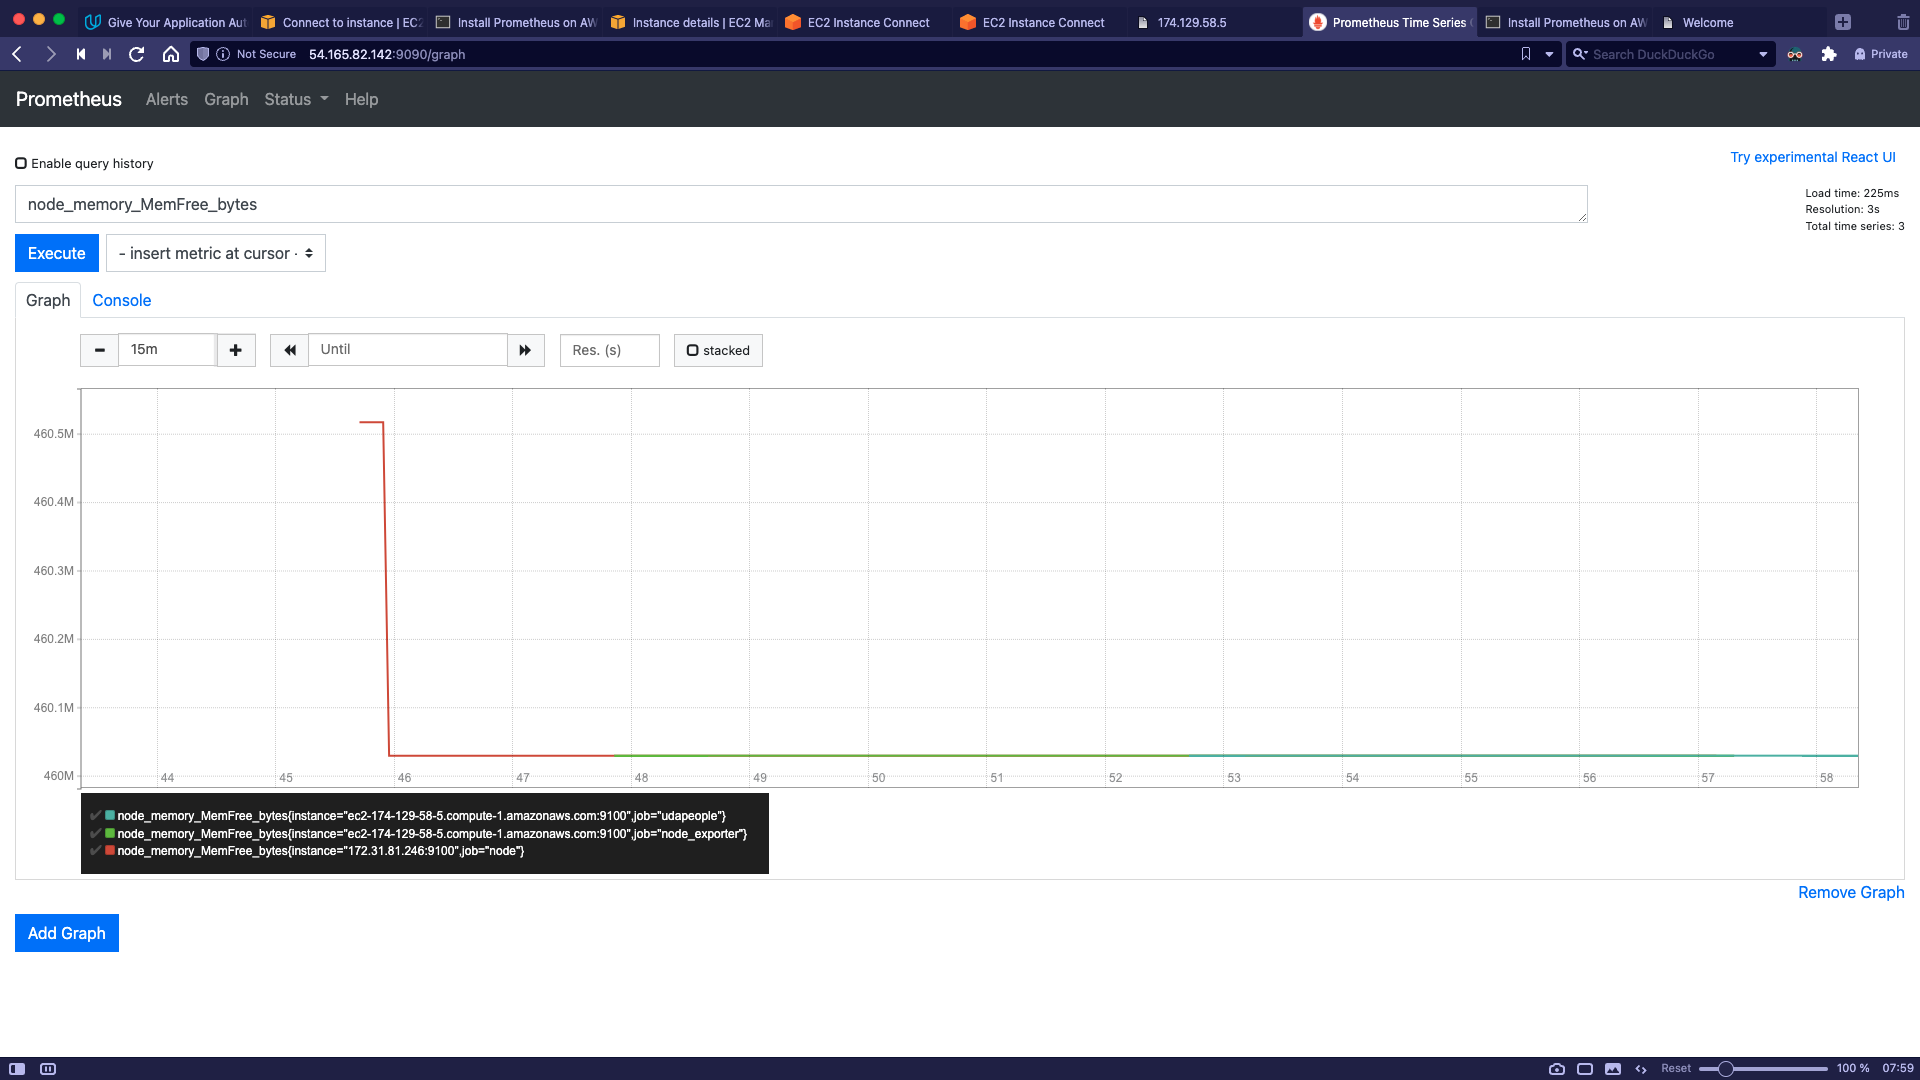 Give Your Application Aut
Connect to instance | EC2
Install Prometheus on AW
Instance details | EC2 Ma
EC2 Instance Connect
EC2 Instance Connect
174.129.58.5
Prometheus Time Series
Install Prometheus on AW
Welcome
Not Secure 54.165.82.142:9090/graph
Search DuckDuckGo
Private
Prometheus Alerts Graph Status Help
Enable query history
Try experimental React UI
node_memory_MemFree_bytes
Load time: 225ms
Resolution: 3s
Total time series: 3
Execute - insert metric at cursor -
Graph Console
15m Until Res. (s) stacked
460.5M
460.4M
460.3M
460.2M
460.1M
460M
44 45 46 47 48 49 50 51 52 53 54 55 56 57 58
node_memory_MemFree_bytes{instance="ec2-174-129-58-5.compute-1.amazonaws.com:9100",job="udapeople"}
node_memory_MemFree_bytes{instance="ec2-174-129-58-5.compute-1.amazonaws.com:9100",job="node_exporter"}
node_memory_MemFree_bytes{instance="172.31.81.246:9100",job="node"}
Remove Graph
Add Graph
Reset 100 % 07:59